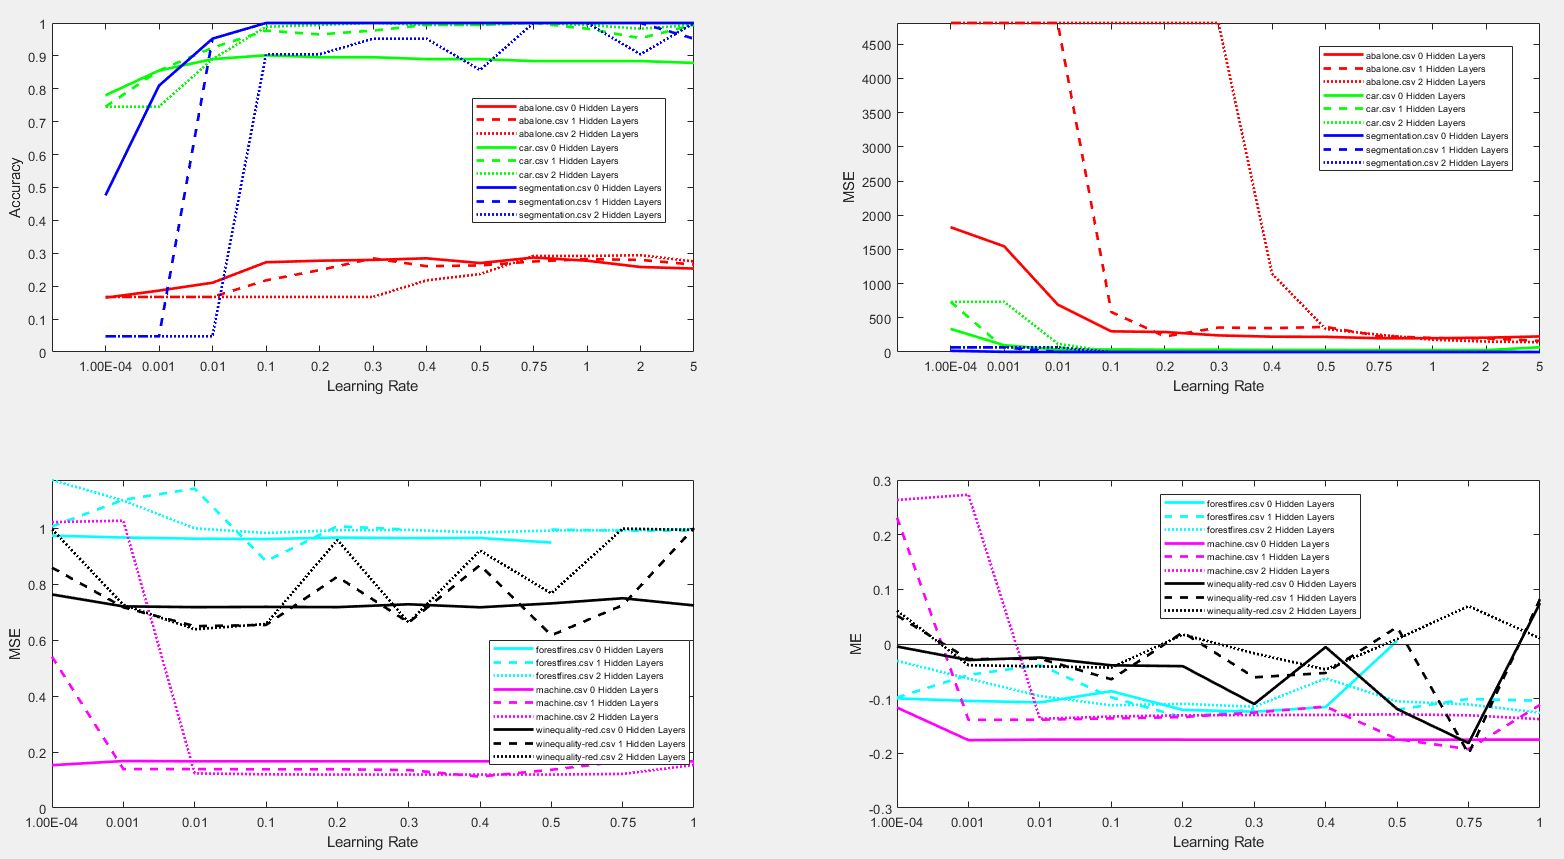 1
0.9
0.8
0.7
0.6
0.5
0.4
0.3
0.2
0.1
0
Accuracy
abalone.csv 0 Hidden Layers
abalone.csv 1 Hidden Layers
abalone.csv 2 Hidden Layers
car.csv 0 Hidden Layers
car.csv 1 Hidden Layers
car.csv 2 Hidden Layers
segmentation.csv 0 Hidden Layers
segmentation.csv 1 Hidden Layers
segmentation.csv 2 Hidden Layers
1.00E-04 0.001 0.01 0.1 0.2 0.3 0.4 0.5 0.75 1 2 5
Learning Rate
4500
4000
3500
3000
2500
2000
1500
1000
500
0
MSE
abalone.csv 0 Hidden Layers
abalone.csv 1 Hidden Layers
abalone.csv 2 Hidden Layers
car.csv 0 Hidden Layers
car.csv 1 Hidden Layers
car.csv 2 Hidden Layers
segmentation.csv 0 Hidden Layers
segmentation.csv 1 Hidden Layers
segmentation.csv 2 Hidden Layers
1.00E-04 0.001 0.01 0.1 0.2 0.3 0.4 0.5 0.75 1 2 5
Learning Rate
1
0.8
0.6
0.4
0.2
0
MSE
forestfires.csv 0 Hidden Layers
forestfires.csv 1 Hidden Layers
forestfires.csv 2 Hidden Layers
machine.csv 0 Hidden Layers
machine.csv 1 Hidden Layers
machine.csv 2 Hidden Layers
winequality-red.csv 0 Hidden Layers
winequality-red.csv 1 Hidden Layers
winequality-red.csv 2 Hidden Layers
1.00E-04 0.001 0.01 0.1 0.2 0.3 0.4 0.5 0.75 1
Learning Rate
0.3
0.2
0.1
0
-0.1
-0.2
-0.3
ME
forestfires.csv 0 Hidden Layers
forestfires.csv 1 Hidden Layers
forestfires.csv 2 Hidden Layers
machine.csv 0 Hidden Layers
machine.csv 1 Hidden Layers
machine.csv 2 Hidden Layers
winequality-red.csv 0 Hidden Layers
winequality-red.csv 1 Hidden Layers
winequality-red.csv 2 Hidden Layers
1.00E-04 0.001 0.01 0.1 0.2 0.3 0.4 0.5 0.75 1
Learning Rate